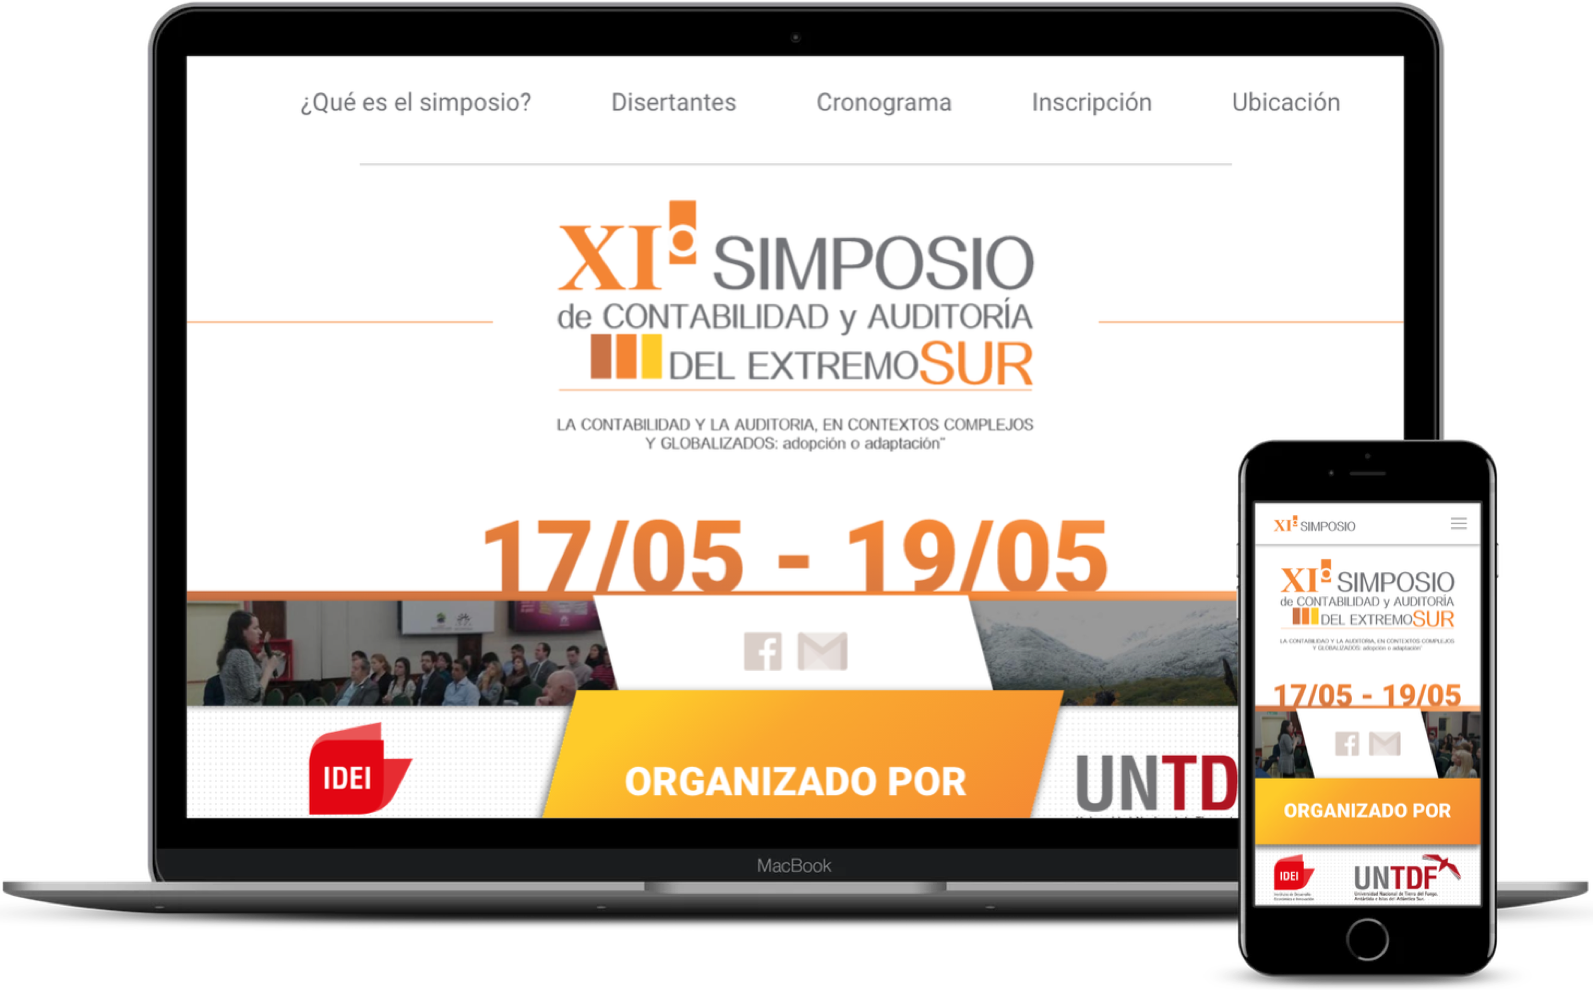 ¿Qué es el simposio? Disertantes Cronograma Inscripción Ubicación
XIº SIMPOSIO
de CONTABILIDAD y AUDITORÍA
DEL EXTREMO SUR
LA CONTABILIDAD Y LA AUDITORIA, EN CONTEXTOS COMPLEJOS
Y GLOBALIZADOS: adopción o adaptación"
17/05 - 19/05
IDEI
ORGANIZADO POR
UNTD
MacBook
XIº SIMPOSIO
XIº SIMPOSIO
de CONTABILIDAD y AUDITORÍA
DEL EXTREMO SUR
LA CONTABILIDAD Y LA AUDITORIA, EN CONTEXTOS COMPLEJOS
Y GLOBALIZADOS: adopción o adaptación"
17/05 - 19/05
ORGANIZADO POR
IDEI
UNTDF
Universidad Nacional de Tierra del Fuego,
Antártida e Islas del Atlántico Sur.